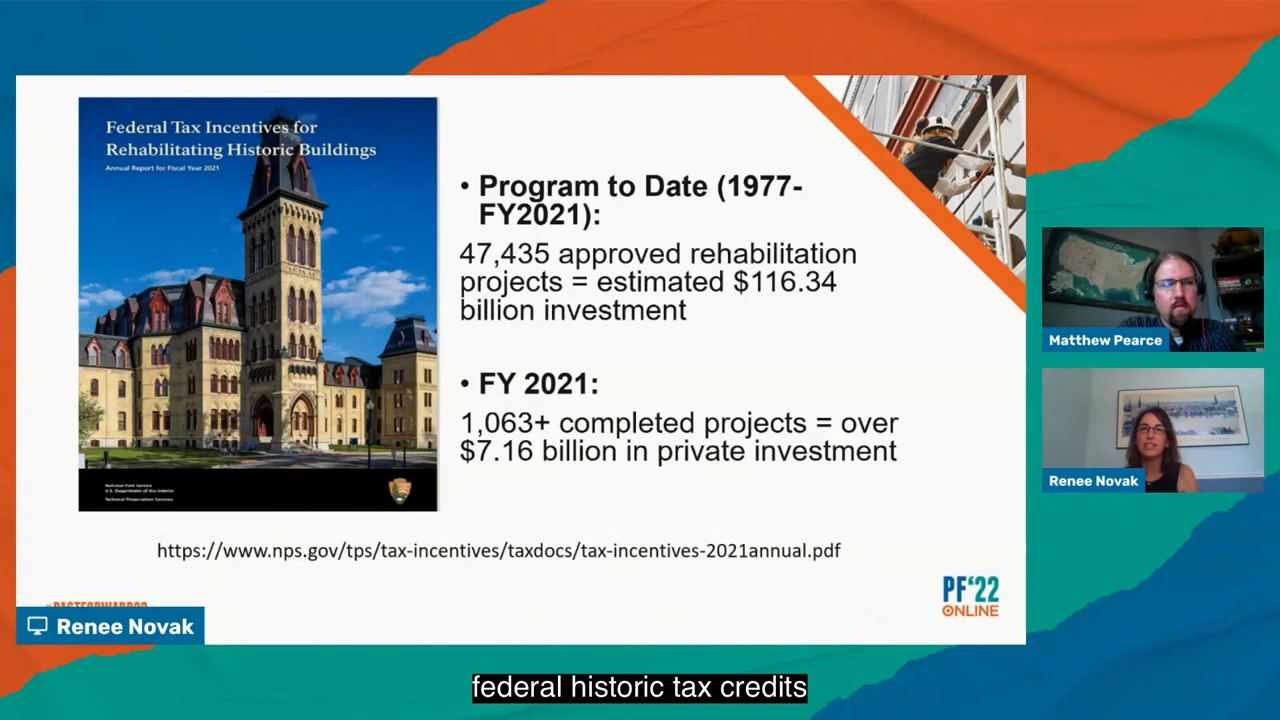 Federal Tax Incentives for
Rehabilitating Historic Buildings
Annual Report for Fiscal Year 2021
National Park Service
U.S. Department of the Interior
Technical Preservation Services
• Program to Date (1977-
FY2021):
47,435 approved rehabilitation
projects = estimated $116.34
billion investment
• FY 2021:
1,063+ completed projects = over
$7.16 billion in private investment
https://www.nps.gov/tps/tax-incentives/taxdocs/tax-incentives-2021annual.pdf
PF'22
ONLINE
Renee Novak
Matthew Pearce
Renee Novak
federal historic tax credits